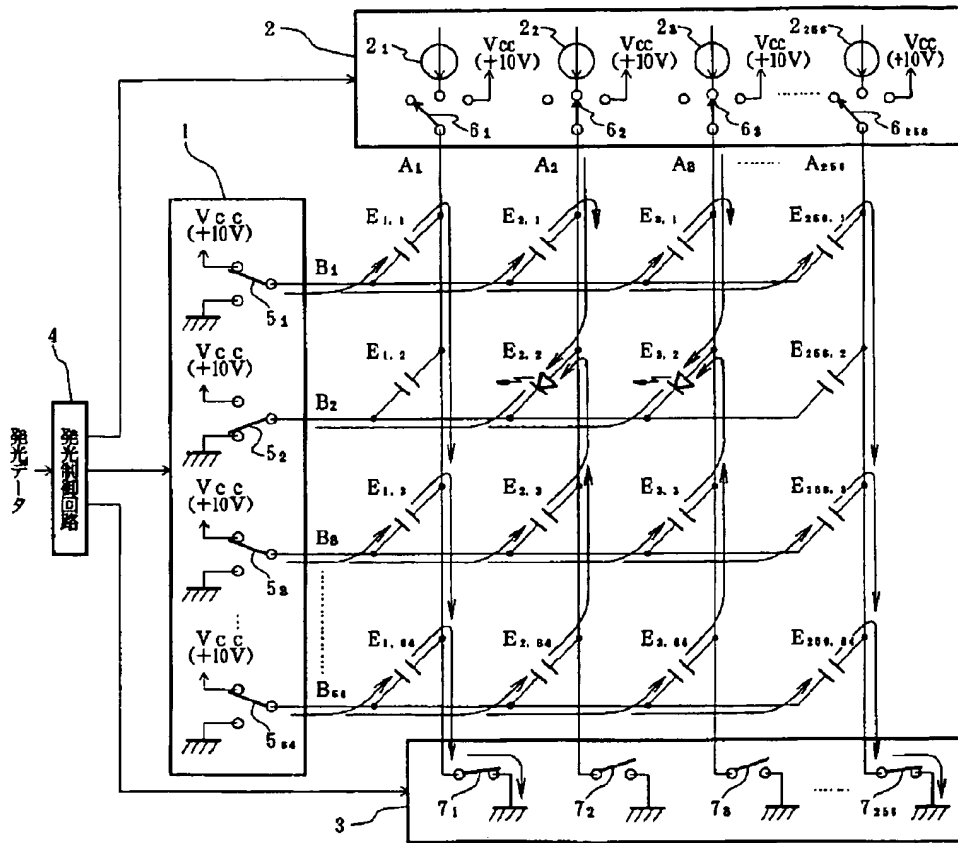 2
2₁
2₂
2₃
2₂₅₆
VCC
(+10V)
VCC
(+10V)
VCC
(+10V)
VCC
(+10V)
6₁
6₂
6₃
6₂₅₆
A₁
A₂
A₃
A₂₅₆
1
VCC
(+10V)
5₁
B₁
E₁,₁
E₂,₁
E₃,₁
E₂₅₆,₁
VCC
(+10V)
5₂
B₂
E₁,₂
E₂,₂
E₃,₂
E₂₅₆,₂
4
発光データ
発光制御回路
VCC
(+10V)
5₃
B₃
E₁,₃
E₂,₃
E₃,₃
E₂₅₆,₃
VCC
(+10V)
5₆₄
B₆₄
E₁,₆₄
E₂,₆₄
E₃,₆₄
E₂₅₆,₆₄
3
7₁
7₂
7₃
7₂₅₆